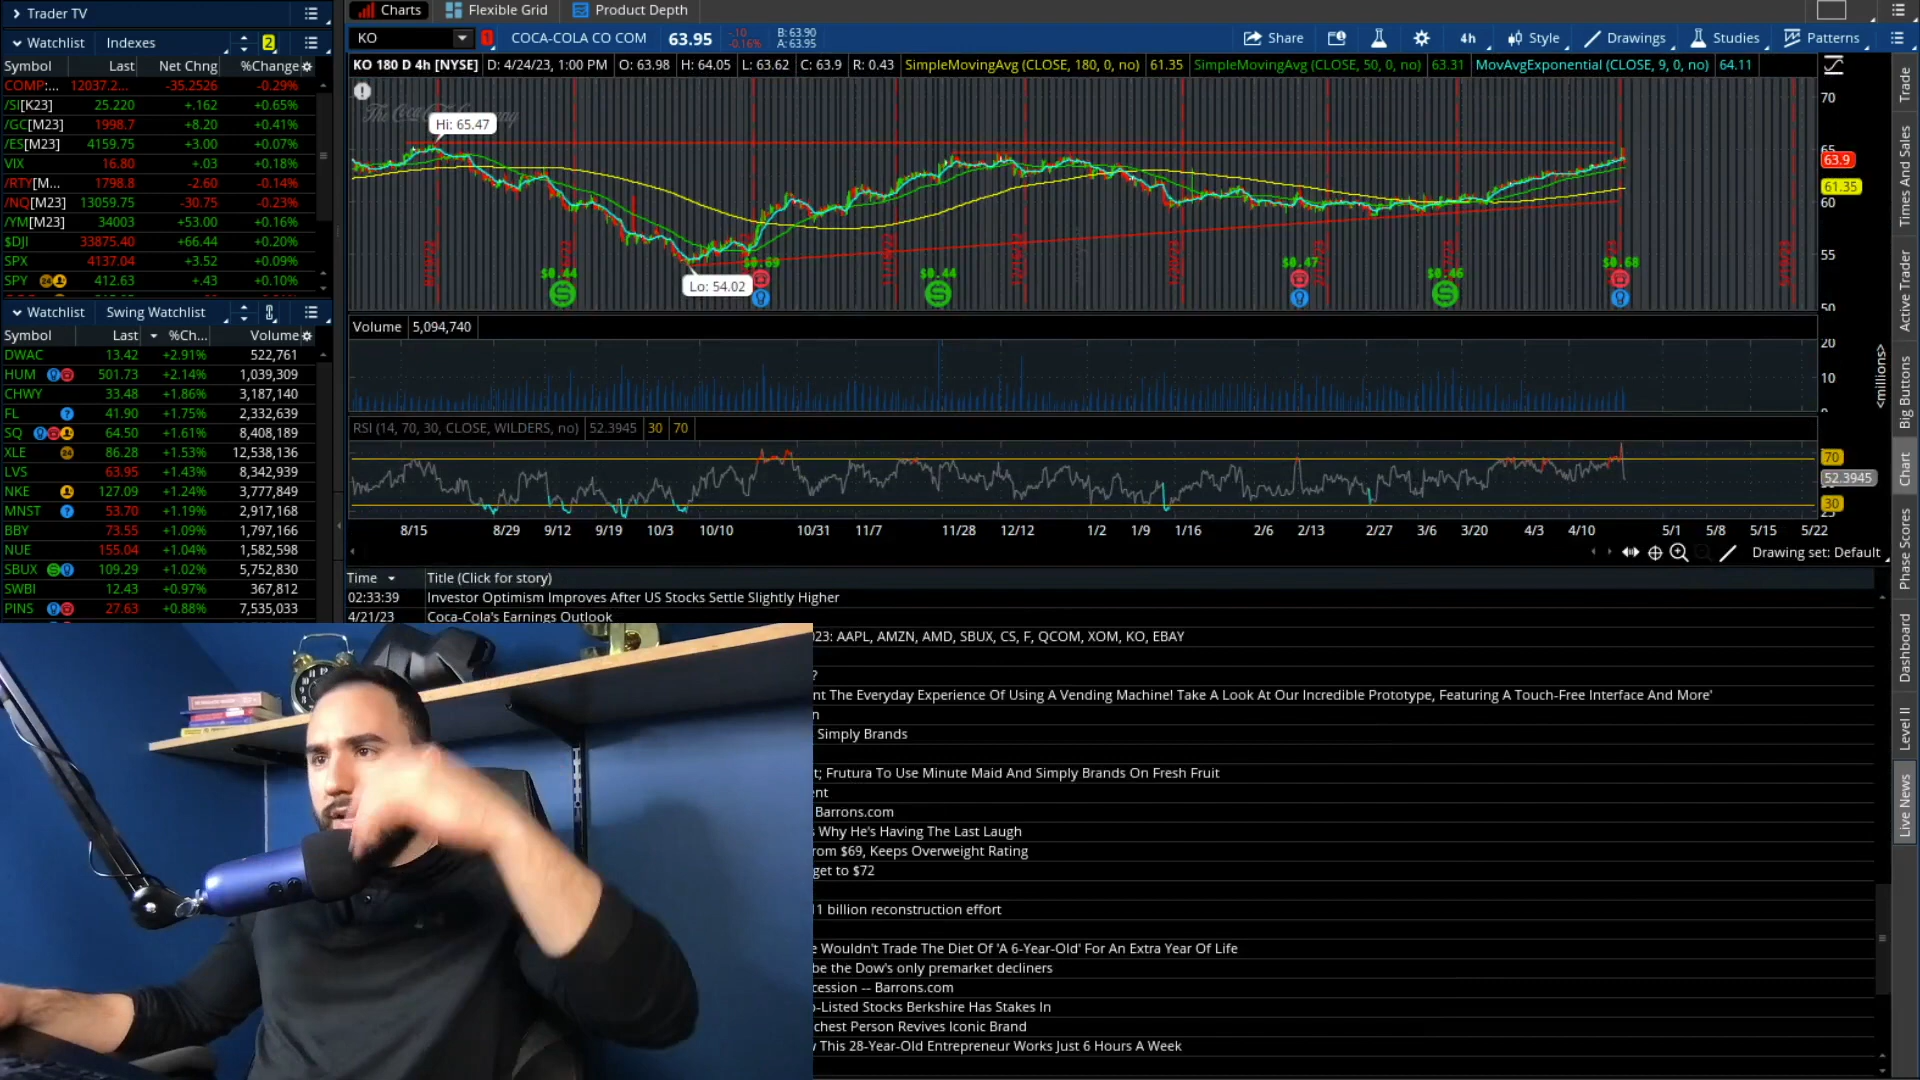 Trader TV
Charts
Flexible Grid
Product Depth
Watchlist
Indexes
2
Symbol
Last
Net Chng
%Change
COMP:...
12037.2...
-35.2526
-0.29%
/SI[K23]
25.220
+.162
+0.65%
/GC[M23]
1998.7
+8.20
+0.41%
/ES[M23]
4159.75
+3.00
+0.07%
VIX
16.80
+.03
+0.18%
/RTY[M...
1798.8
-2.60
-0.14%
/NQ[M23]
13059.75
-30.75
-0.23%
/YM[M23]
34003
+53.00
+0.16%
$DJI
33875.40
+66.44
+0.20%
SPX
4137.04
+3.52
+0.09%
SPY
412.63
+.43
+0.10%
Watchlist
Swing Watchlist
Symbol
Last
%Ch...
Volume
DWAC
13.42
+2.91%
522,761
HUM
501.73
+2.14%
1,039,309
CHWY
33.48
+1.86%
3,187,140
FL
41.90
+1.75%
2,332,639
SQ
64.50
+1.61%
8,408,189
XLE
86.28
+1.53%
12,538,136
LVS
63.95
+1.43%
8,342,939
NKE
127.09
+1.24%
3,777,849
MNST
53.70
+1.19%
2,917,168
BBY
73.55
+1.09%
1,797,166
NUE
155.04
+1.04%
1,582,598
SBUX
109.29
+1.02%
5,752,830
SWBI
12.43
+0.97%
367,812
PINS
27.63
+0.88%
7,535,033
KO
1
COCA-COLA CO COM
63.95
-.10
-0.16%
B: 63.90
A: 63.95
Share
4h
Style
Drawings
Studies
Patterns
KO 180 D 4h [NYSE]
D: 4/24/23, 1:00 PM
O: 63.98
H: 64.05
L: 63.62
C: 63.9
R: 0.43
SimpleMovingAvg (CLOSE, 180, 0, no)
61.35
SimpleMovingAvg (CLOSE, 50, 0, no)
63.31
MovAvgExponential (CLOSE, 9, 0, no)
64.11
Hi: 65.47
Lo: 54.02
$0.44
$0.69
$0.44
$0.47
$0.46
$0.68
70
65
63.9
61.35
60
55
50
Volume
5,094,740
20
10
<millions>
RSI (14, 70, 30, CLOSE, WILDERS, no)
52.3945
30
70
70
52.3945
30
8/15
8/29
9/12
9/19
10/3
10/10
10/31
11/7
11/28
12/12
1/2
1/9
1/16
2/6
2/13
2/27
3/6
3/20
4/3
4/10
5/1
5/8
5/15
5/22
Drawing set: Default
Time
Title (Click for story)
02:33:39
Investor Optimism Improves After US Stocks Settle Slightly Higher
4/21/23
Coca-Cola's Earnings Outlook
23: AAPL, AMZN, AMD, SBUX, CS, F, QCOM, XOM, KO, EBAY
?
nt The Everyday Experience Of Using A Vending Machine! Take A Look At Our Incredible Prototype, Featuring A Touch-Free Interface And More'
n
Simply Brands
t; Frutura To Use Minute Maid And Simply Brands On Fresh Fruit
ent
Barrons.com
s Why He's Having The Last Laugh
rom $69, Keeps Overweight Rating
get to $72
1 billion reconstruction effort
e Wouldn't Trade The Diet Of 'A 6-Year-Old' For An Extra Year Of Life
be the Dow's only premarket decliners
cession -- Barrons.com
o-Listed Stocks Berkshire Has Stakes In
chest Person Revives Iconic Brand
This 28-Year-Old Entrepreneur Works Just 6 Hours A Week
Trade
Times And Sales
Active Trader
Big Buttons
Chart
Phase Scores
Dashboard
Level II
Live News